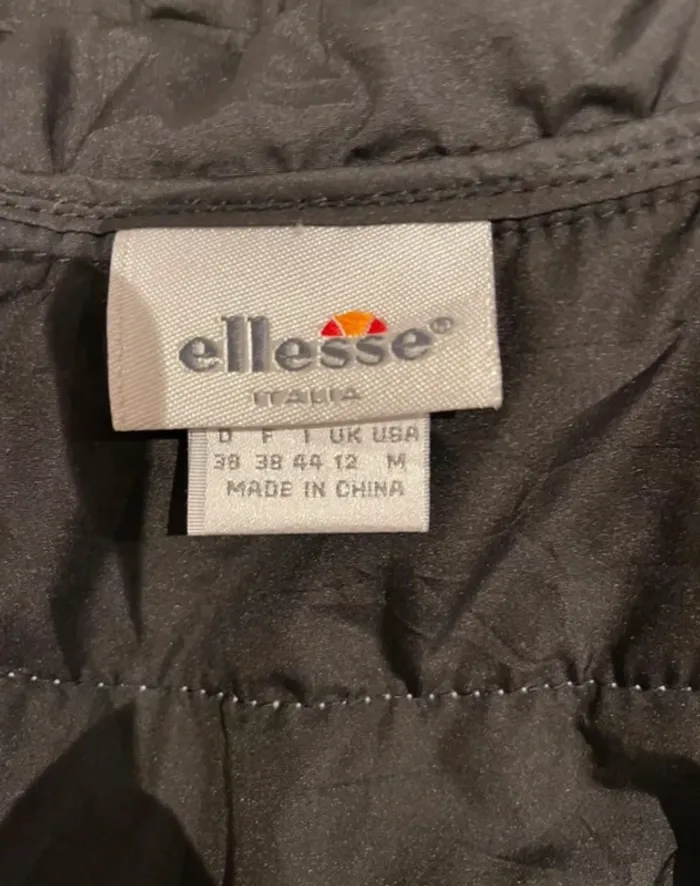 ellesse®
ITALIA
D F I UK USA
38 38 44 12 M
MADE IN CHINA